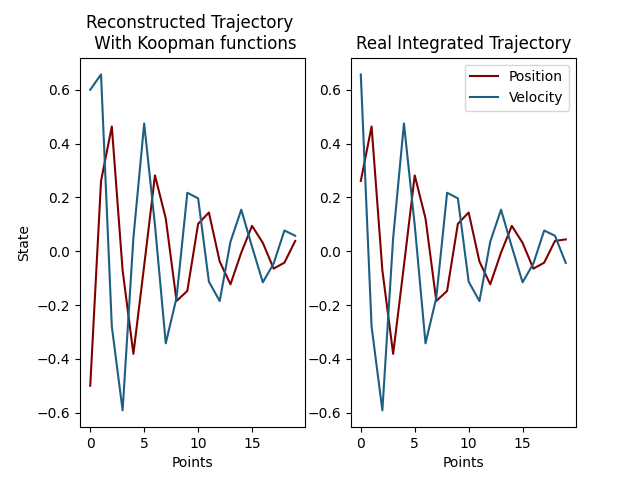 Reconstructed Trajectory
With Koopman functions
Real Integrated Trajectory
Position
Velocity
State
0.6
0.4
0.2
0.0
−0.2
−0.4
−0.6
0 5 10 15
Points
0.6
0.4
0.2
0.0
−0.2
−0.4
−0.6
0 5 10 15
Points